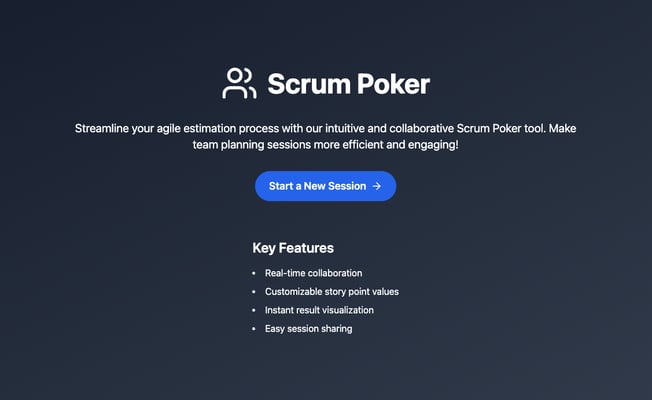 Scrum Poker
Streamline your agile estimation process with our intuitive and collaborative Scrum Poker tool. Make
team planning sessions more efficient and engaging!
Start a New Session →
Key Features
• Real-time collaboration
• Customizable story point values
• Instant result visualization
• Easy session sharing